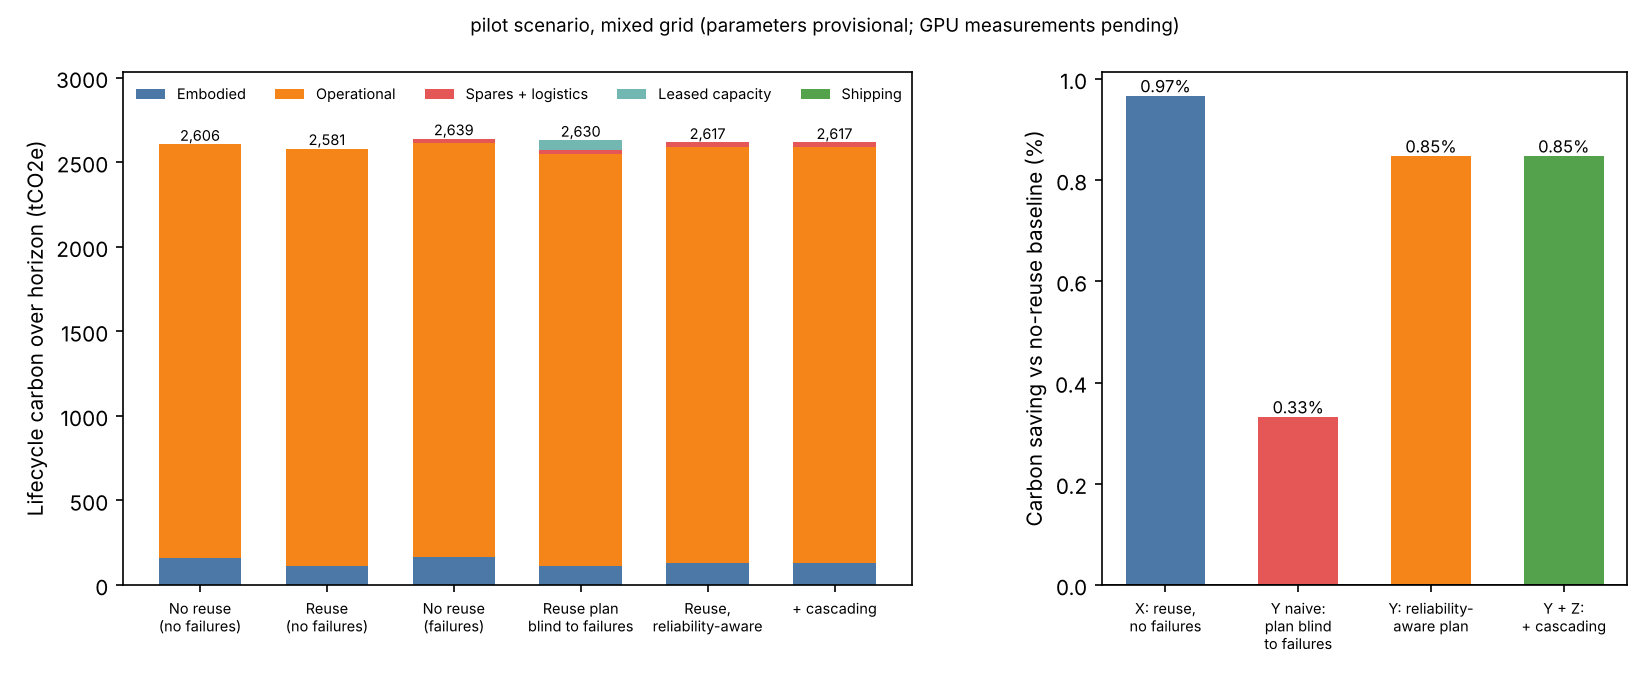 pilot scenario, mixed grid (parameters provisional; GPU measurements pending)
Lifecycle carbon over horizon (tCO2e)
3000
2500
2000
1500
1000
500
0
Embodied
Operational
Spares + logistics
Leased capacity
Shipping
2,606
2,581
2,639
2,630
2,617
2,617
No reuse
(no failures)
Reuse
(no failures)
No reuse
(failures)
Reuse plan
blind to failures
Reuse,
reliability-aware
+ cascading
Carbon saving vs no-reuse baseline (%)
1.0
0.8
0.6
0.4
0.2
0.0
0.97%
0.33%
0.85%
0.85%
X: reuse,
no failures
Y naive:
plan blind
to failures
Y: reliability-
aware plan
Y + Z:
+ cascading